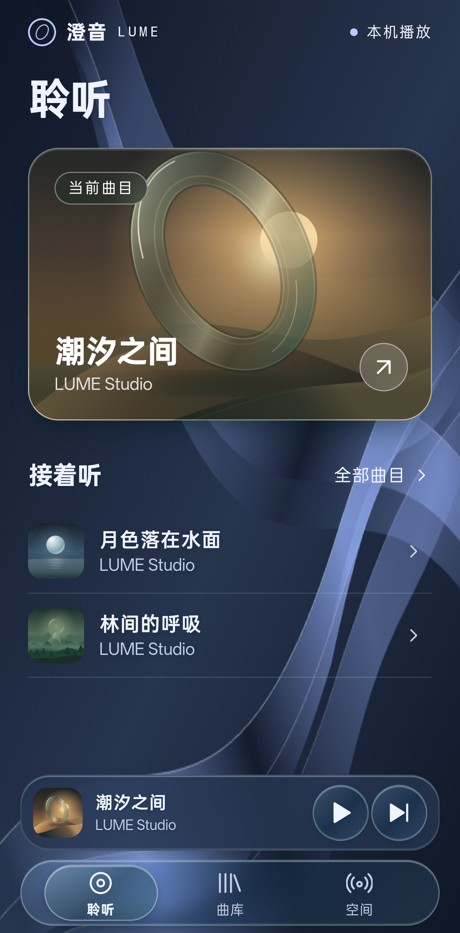 澄音 LUME
本机播放
聆听
当前曲目
潮汐之间
LUME Studio
接着听
全部曲目
月色落在水面
LUME Studio
林间的呼吸
LUME Studio
潮汐之间
LUME Studio
聆听
曲库
空间